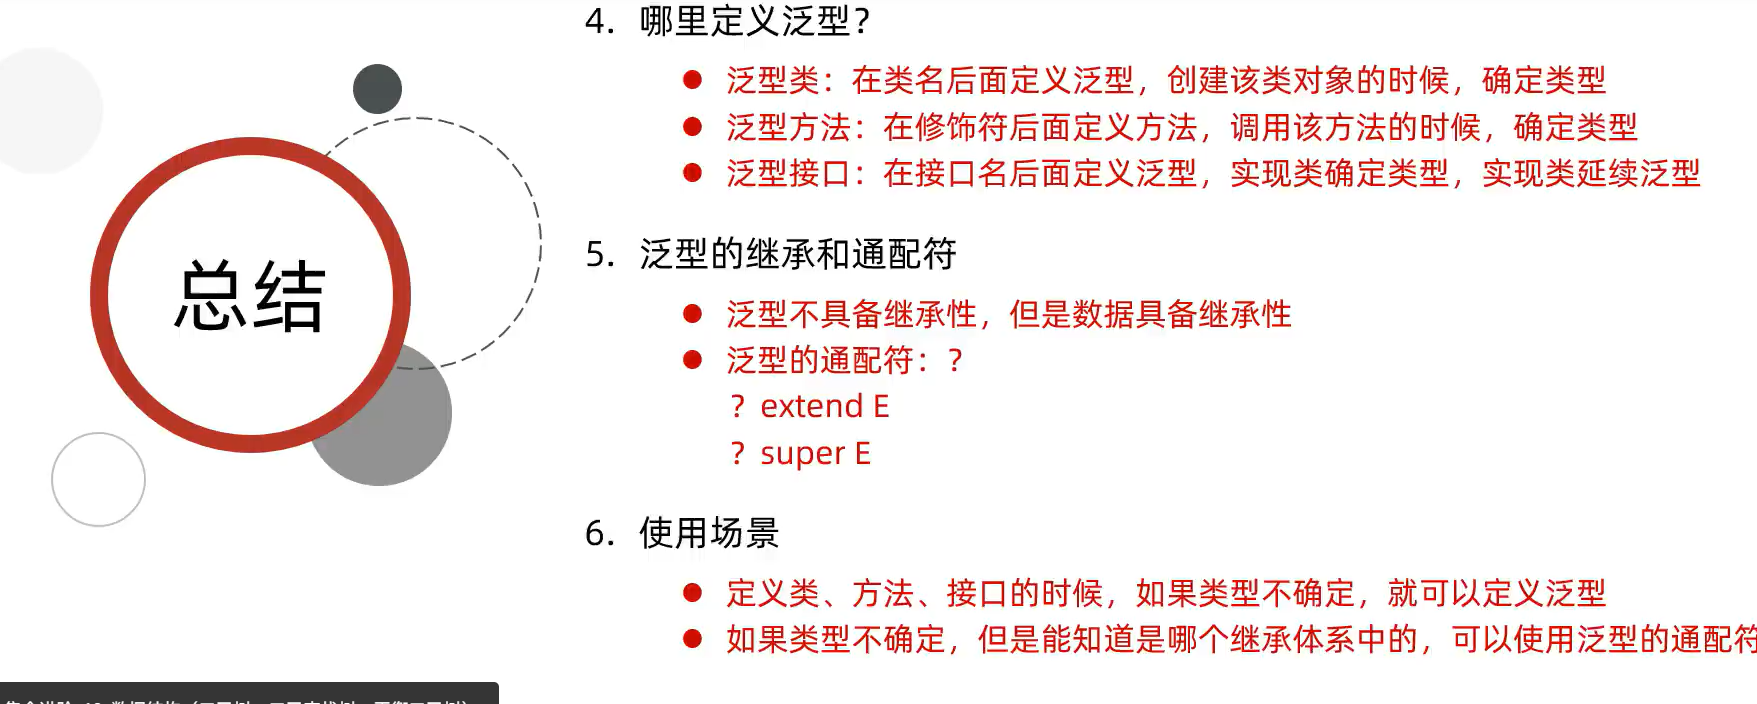 4. 哪里定义泛型？
泛型类：在类名后面定义泛型，创建该类对象的时候，确定类型
泛型方法：在修饰符后面定义方法，调用该方法的时候，确定类型
泛型接口：在接口名后面定义泛型，实现类确定类型，实现类延续泛型
总结
5. 泛型的继承和通配符
泛型不具备继承性，但是数据具备继承性
泛型的通配符：？
？extend E
？super E
6. 使用场景
定义类、方法、接口的时候，如果类型不确定，就可以定义泛型
如果类型不确定，但是能知道是哪个继承体系中的，可以使用泛型的通配符